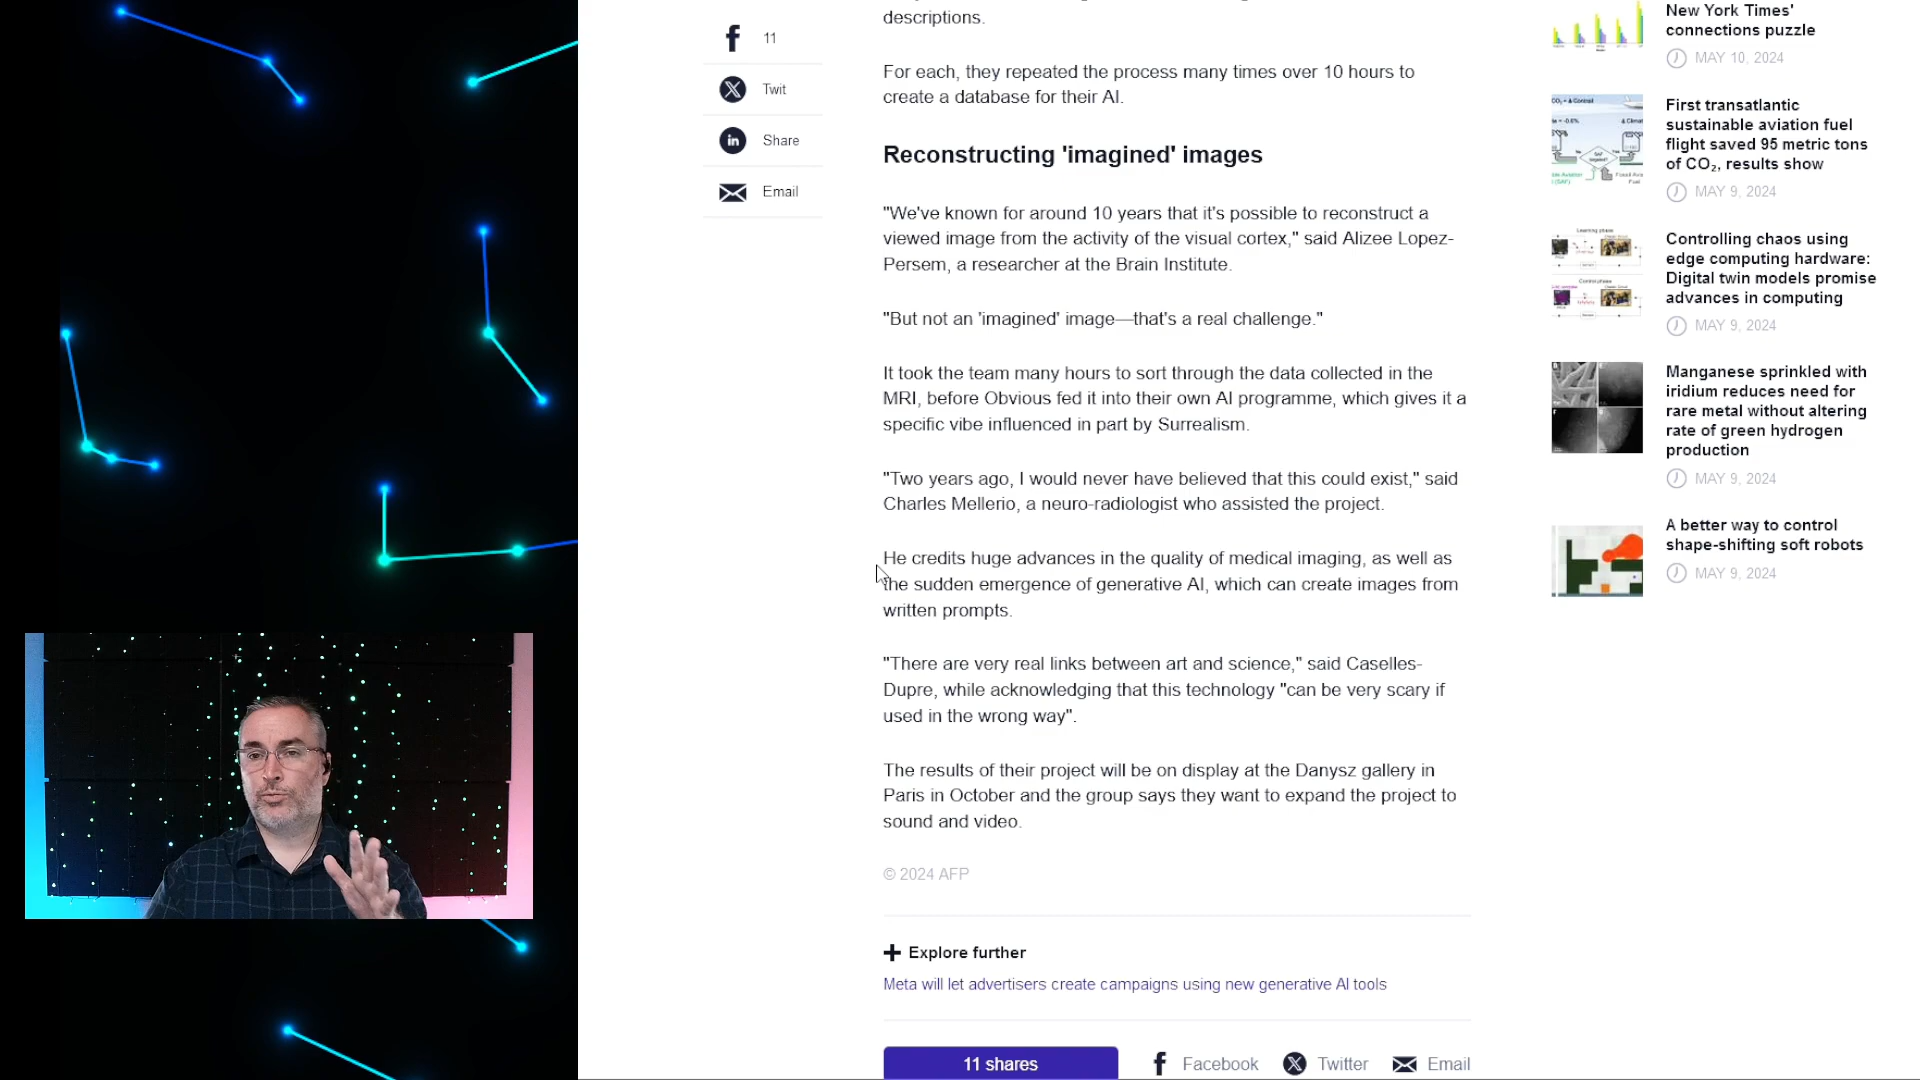 descriptions.
For each, they repeated the process many times over 10 hours to
create a database for their AI.
Reconstructing 'imagined' images
"We've known for around 10 years that it's possible to reconstruct a
viewed image from the activity of the visual cortex," said Alizee Lopez-
Persem, a researcher at the Brain Institute.
"But not an 'imagined' image—that's a real challenge."
It took the team many hours to sort through the data collected in the
MRI, before Obvious fed it into their own AI programme, which gives it a
specific vibe influenced in part by Surrealism.
"Two years ago, I would never have believed that this could exist," said
Charles Mellerio, a neuro-radiologist who assisted the project.
He credits huge advances in the quality of medical imaging, as well as
the sudden emergence of generative AI, which can create images from
written prompts.
"There are very real links between art and science," said Caselles-
Dupre, while acknowledging that this technology "can be very scary if
used in the wrong way".
The results of their project will be on display at the Danysz gallery in
Paris in October and the group says they want to expand the project to
sound and video.
© 2024 AFP
Explore further
Meta will let advertisers create campaigns using new generative AI tools
11 shares
Facebook
Twitter
Email
11
Twit
Share
Email
New York Times'
connections puzzle
MAY 10, 2024
First transatlantic
sustainable aviation fuel
flight saved 95 metric tons
of CO₂, results show
MAY 9, 2024
Controlling chaos using
edge computing hardware:
Digital twin models promise
advances in computing
MAY 9, 2024
Manganese sprinkled with
iridium reduces need for
rare metal without altering
rate of green hydrogen
production
MAY 9, 2024
A better way to control
shape-shifting soft robots
MAY 9, 2024